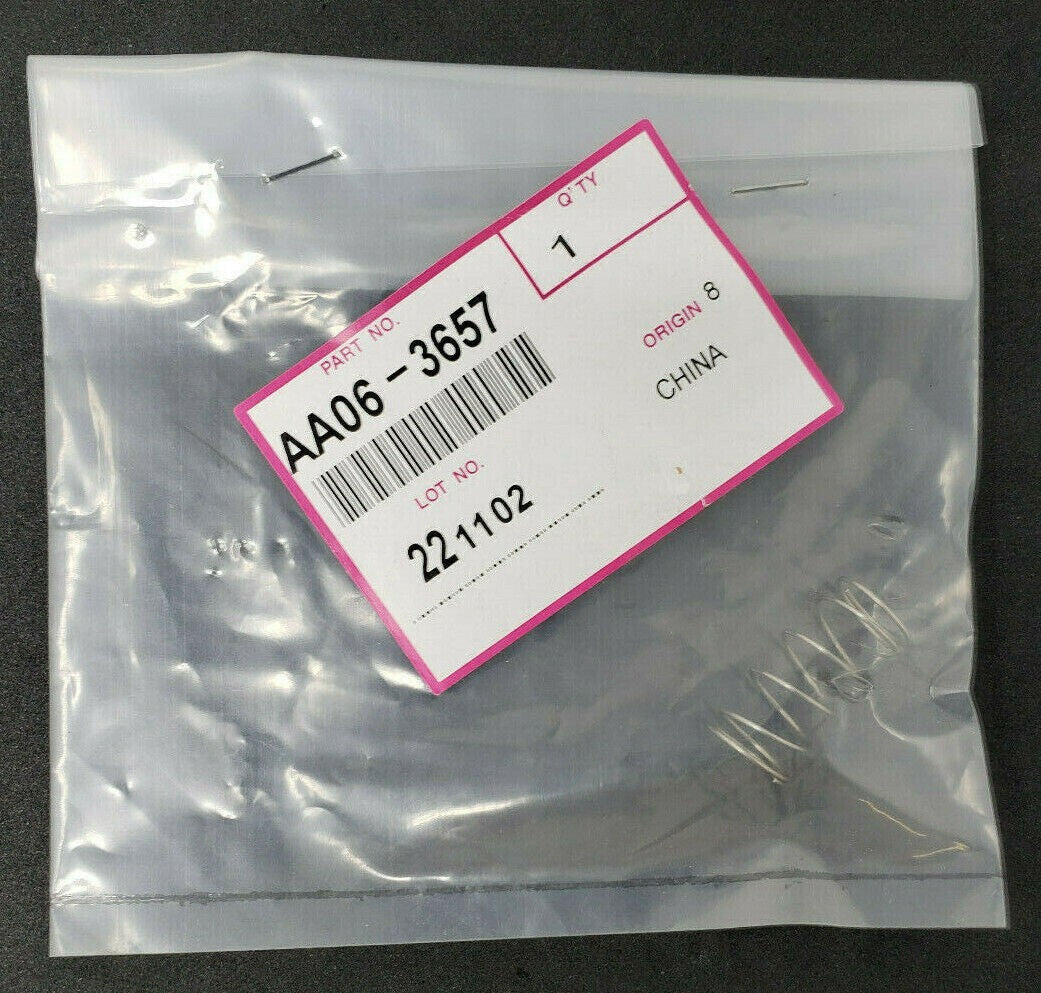 PART NO.
AA06-3657
Q'TY
1
LOT NO.
221102
ORIGIN 8
CHINA